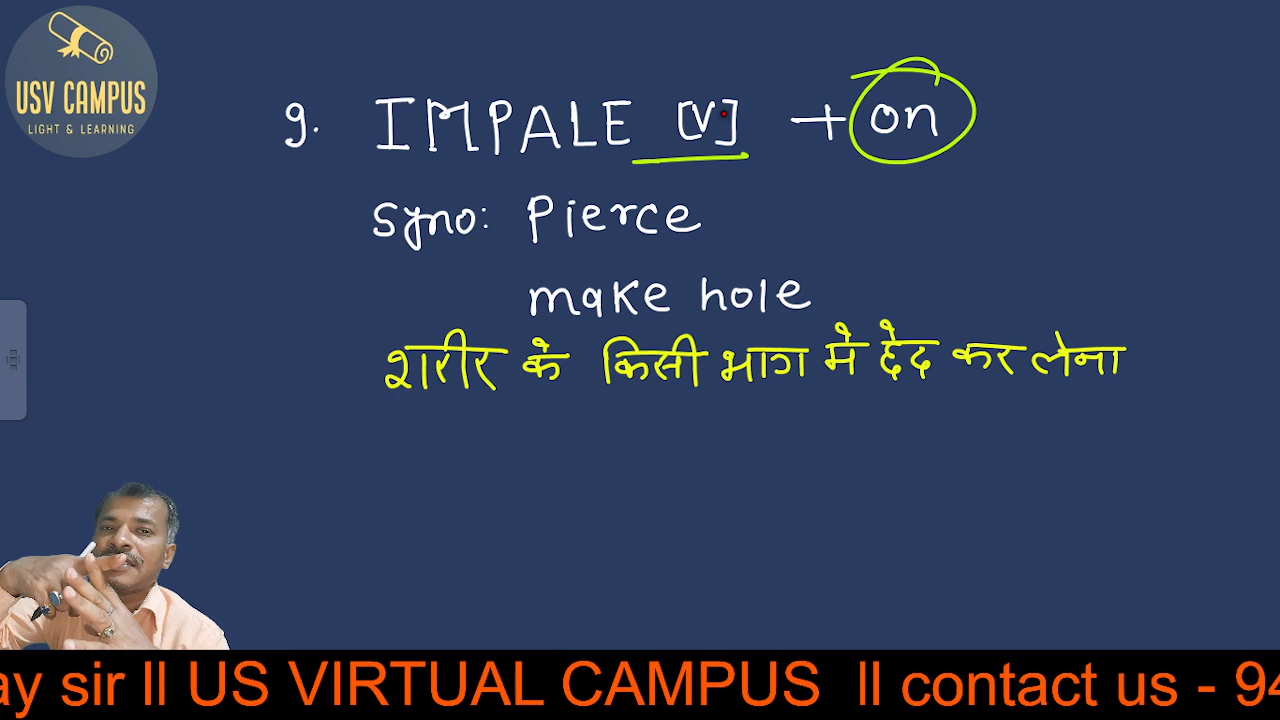 USV CAMPUS
LIGHT & LEARNING
9. IMPALE [V] + on
Syno: Pierce
make hole
शरीर के किसी भाग मे छेद कर लेना
ay sir ll US VIRTUAL CAMPUS ll contact us - 94